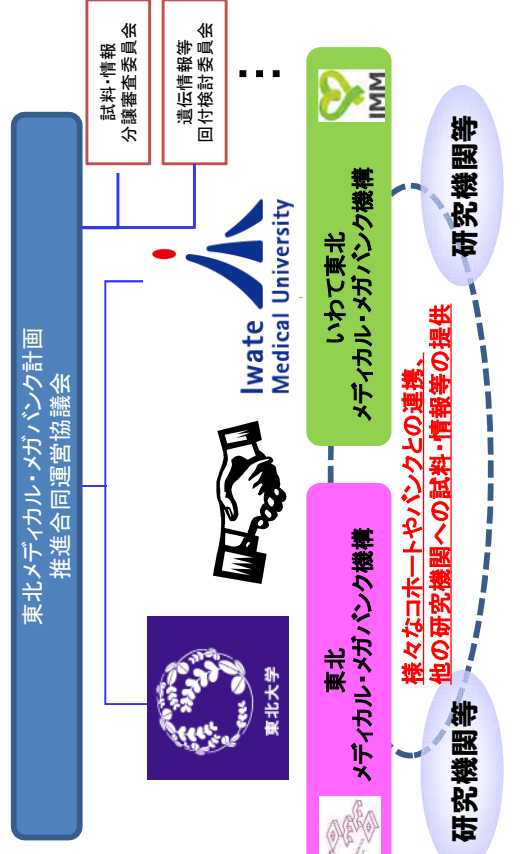 東北メディカル・メガバンク計画
推進合同運営協議会
試料・情報
分譲審査委員会
遺伝情報等
回付検討委員会
東北大学
Iwate
Medical University
東北
メディカル・メガバンク機構
いわて東北
メディカル・メガバンク機構
IMM
様々なコホートやバンクとの連携、
他の研究機関への試料・情報等の提供
研究機関等
研究機関等